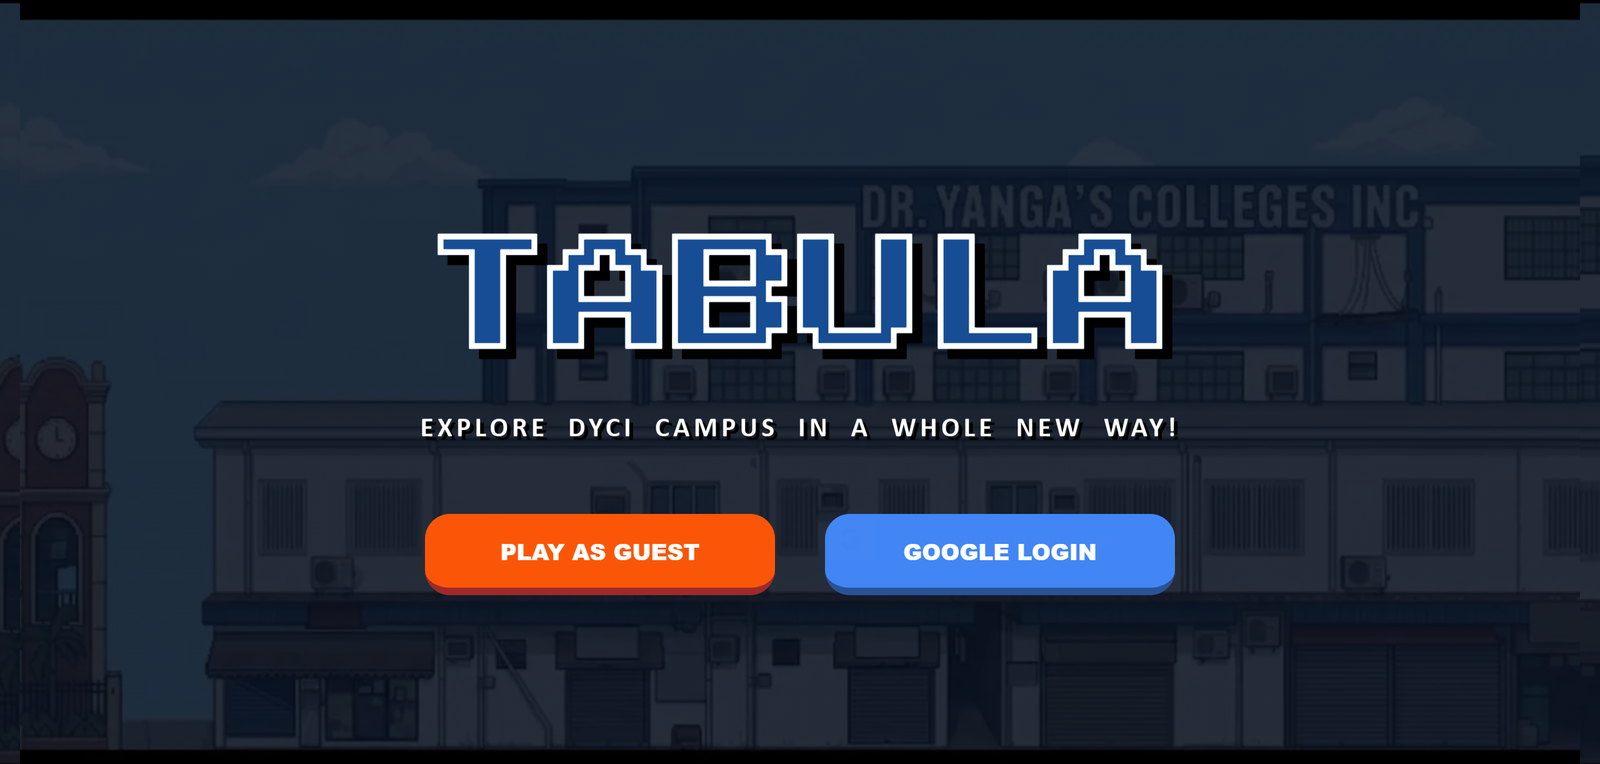 DR. YANGA'S COLLEGES INC.
TABULA
EXPLORE DYCI CAMPUS IN A WHOLE NEW WAY!
PLAY AS GUEST
GOOGLE LOGIN